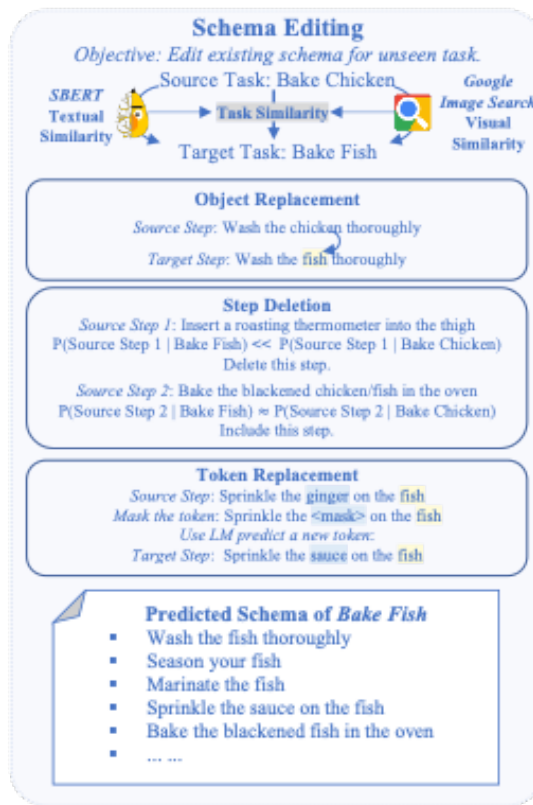 Schema Editing
Objective: Edit existing schema for unseen task.
Source Task: Bake Chicken
SBERT
Textual
Similarity
Task Similarity
Google
Image Search
Visual
Similarity
Target Task: Bake Fish
Object Replacement
Source Step: Wash the chicken thoroughly
Target Step: Wash the fish thoroughly
Step Deletion
Source Step 1: Insert a roasting thermometer into the thigh
P(Source Step 1 | Bake Fish) << P(Source Step 1 | Bake Chicken)
Delete this step.
Source Step 2: Bake the blackened chicken/fish in the oven
P(Source Step 2 | Bake Fish) ≈ P(Source Step 2 | Bake Chicken)
Include this step.
Token Replacement
Source Step: Sprinkle the ginger on the fish
Mask the token: Sprinkle the <mask> on the fish
Use LM predict a new token:
Target Step: Sprinkle the sauce on the fish
Predicted Schema of Bake Fish
▪ Wash the fish thoroughly
▪ Season your fish
▪ Marinate the fish
▪ Sprinkle the sauce on the fish
▪ Bake the blackened fish in the oven
▪ ... ...